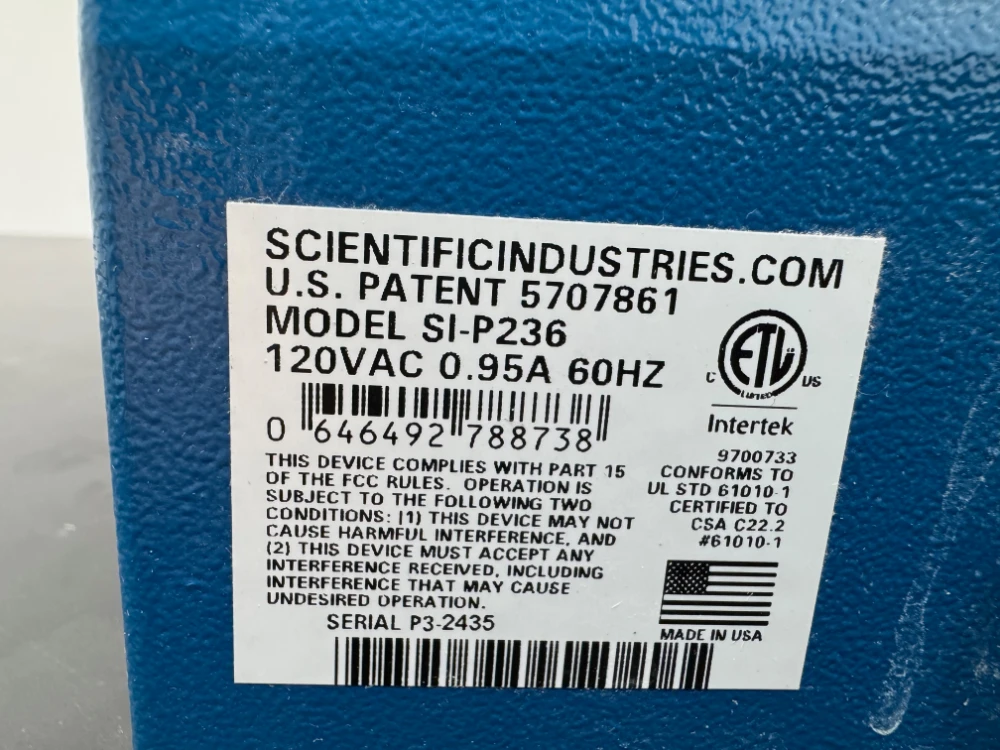 SCIENTIFICINDUSTRIES.COM
U.S. PATENT 5707861
MODEL SI-P236
120VAC 0.95A 60HZ
ETL
C US
LISTED
Intertek
0 646492 788738
9700733
CONFORMS TO
UL STD 61010-1
CERTIFIED TO
CSA C22.2
#61010-1
THIS DEVICE COMPLIES WITH PART 15
OF THE FCC RULES. OPERATION IS
SUBJECT TO THE FOLLOWING TWO
CONDITIONS: (1) THIS DEVICE MAY NOT
CAUSE HARMFUL INTERFERENCE, AND
(2) THIS DEVICE MUST ACCEPT ANY
INTERFERENCE RECEIVED, INCLUDING
INTERFERENCE THAT MAY CAUSE
UNDESIRED OPERATION.
SERIAL P3-2435
MADE IN USA